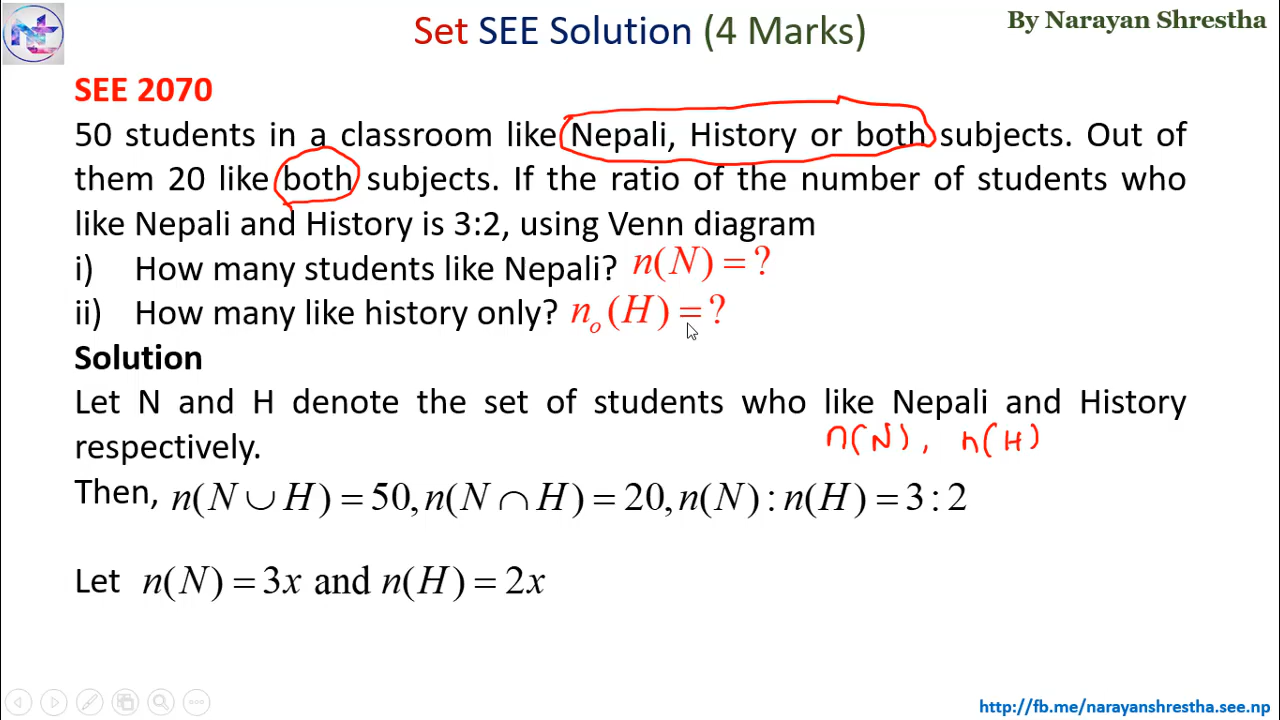 Set SEE Solution (4 Marks)
By Narayan Shrestha
SEE 2070
50 students in a classroom like Nepali, History or both subjects. Out of
them 20 like both subjects. If the ratio of the number of students who
like Nepali and History is 3:2, using Venn diagram
i) How many students like Nepali? n(N) = ?
ii) How many like history only? nₒ(H) = ?
Solution
Let N and H denote the set of students who like Nepali and History
respectively. n(N), n(H)
Then, n(N ∪ H) = 50, n(N ∩ H) = 20, n(N) : n(H) = 3 : 2
Let n(N) = 3x and n(H) = 2x
http://fb.me/narayanshrestha.see.np